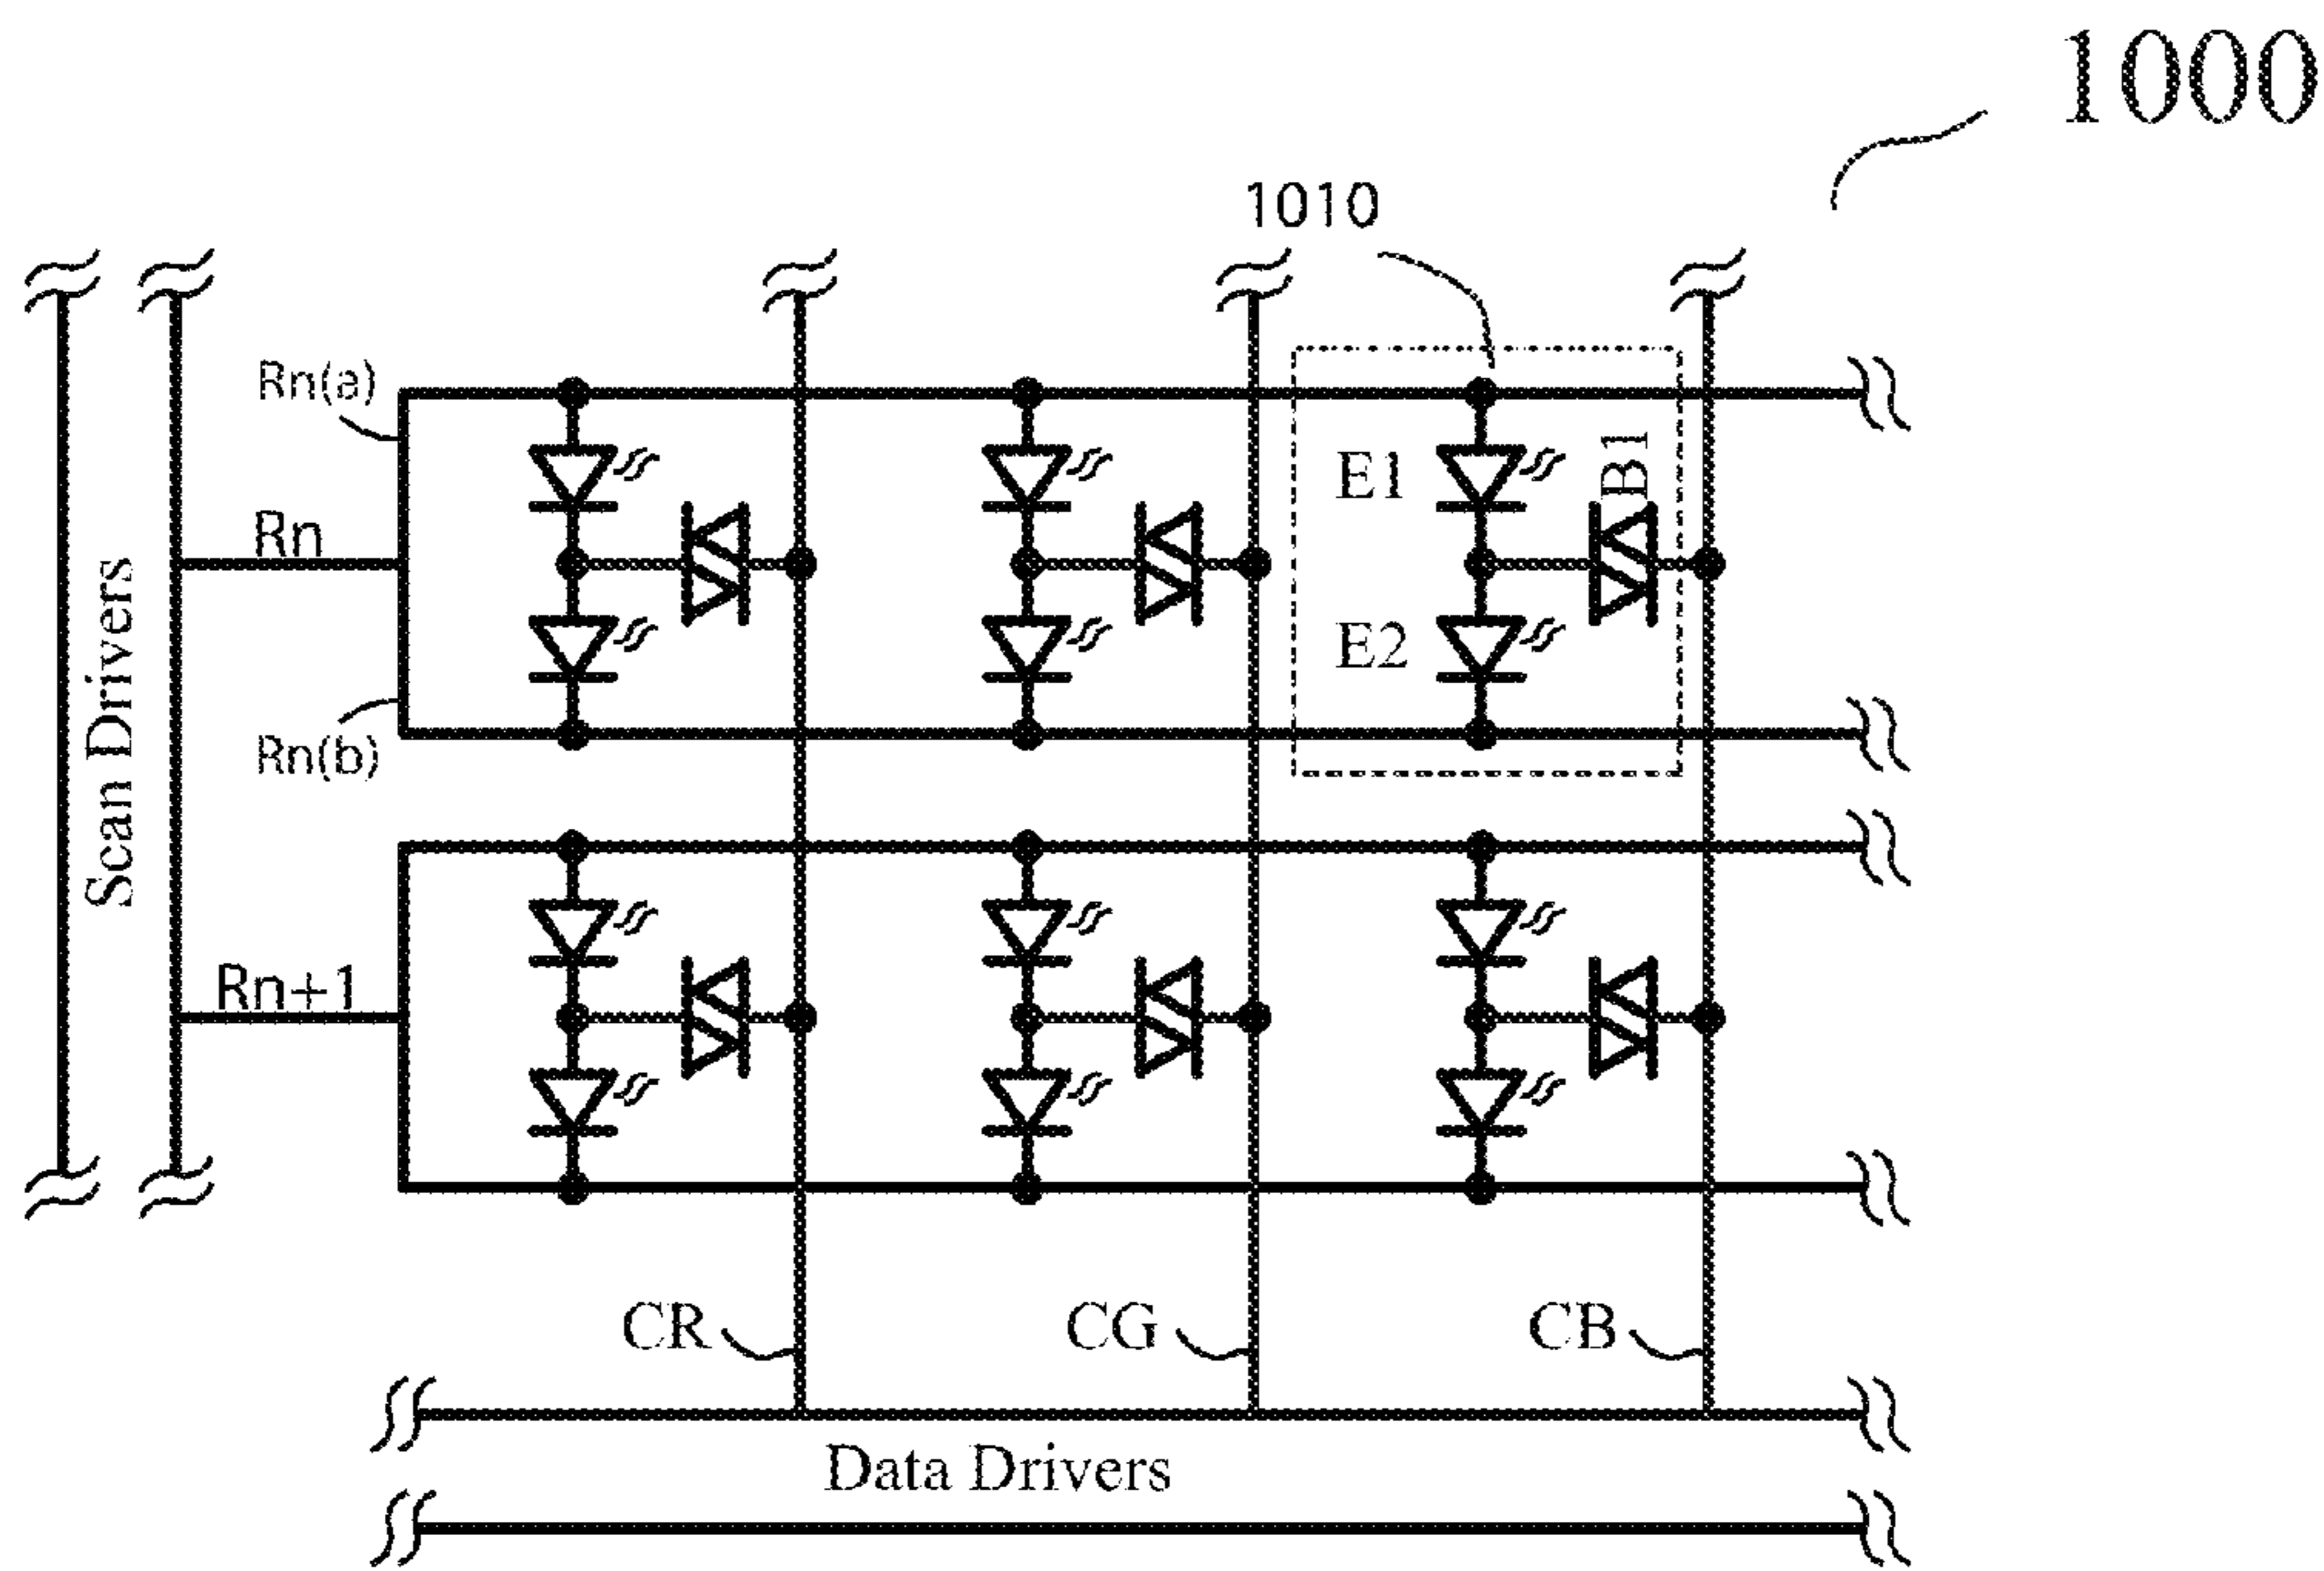 1000
1010
Rn(a)
E1
B1
Rn
E2
Rn(b)
Scan Drivers
Rn+1
CR
CG
CB
Data Drivers